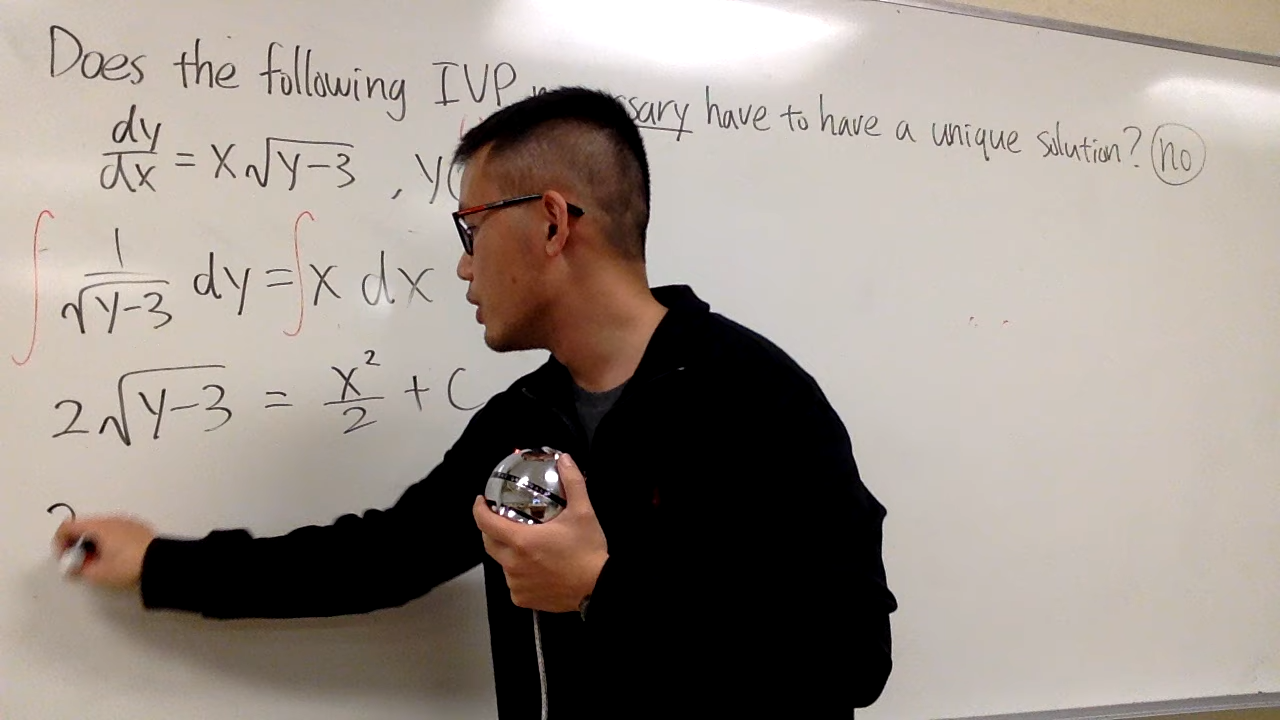 Does the following IVP sary have to have a unique solution? no
dy/dx = x√(y-3) , y(
∫ 1/√(y-3) dy = ∫ x dx
2√(y-3) = x²/2 + C
2